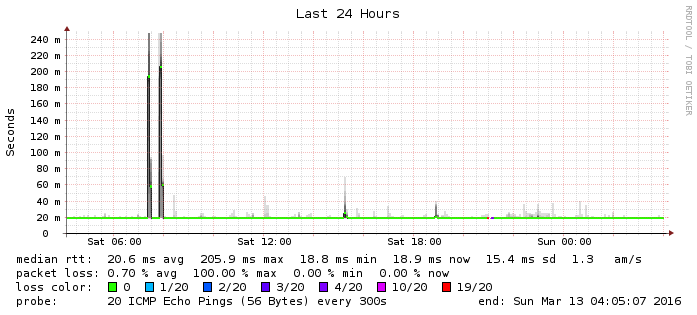 Last 24 Hours
RRDTOOL / TOBI OETIKER
Seconds
240 m
220 m
200 m
180 m
160 m
140 m
120 m
100 m
80 m
60 m
40 m
20 m
0
Sat 06:00 Sat 12:00 Sat 18:00 Sun 00:00
median rtt: 20.6 ms avg 205.9 ms max 18.8 ms min 18.9 ms now 15.4 ms sd 1.3 am/s
packet loss: 0.70 % avg 100.00 % max 0.00 % min 0.00 % now
loss color: 0 1/20 2/20 3/20 4/20 10/20 19/20
probe: 20 ICMP Echo Pings (56 Bytes) every 300s end: Sun Mar 13 04:05:07 2016